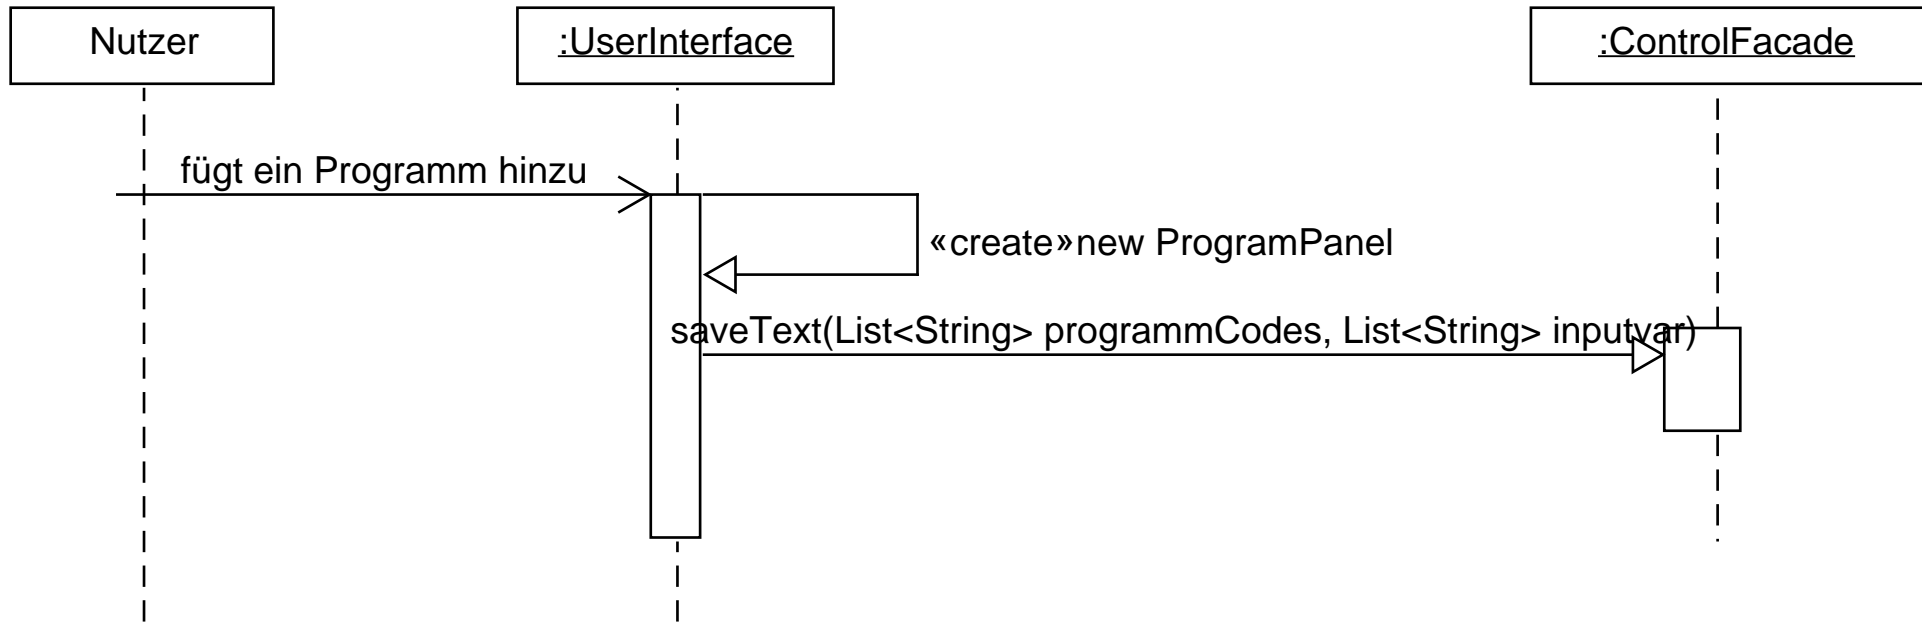 Nutzer
:UserInterface
:ControlFacade
fügt ein Programm hinzu
«create»new ProgramPanel
saveText(List<String> programmCodes, List<String> inputvar)